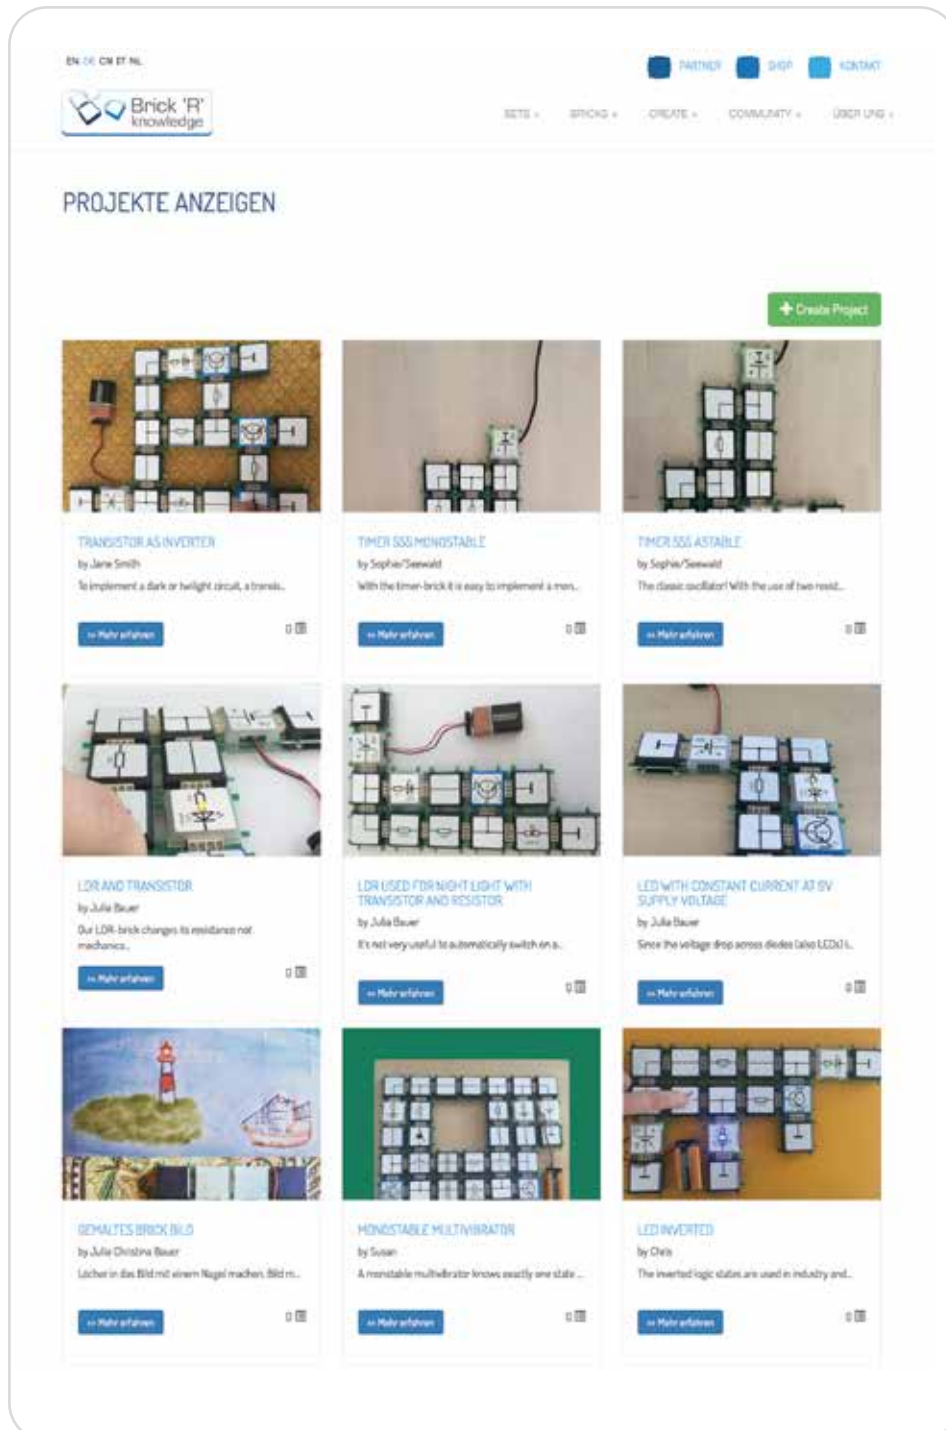 EN DE CN ET NL
PARTNER SHOP KONTAKT
Brick 'R'
knowledge
SETS BRICKS CREATE COMMUNITY ÜBER UNS
PROJEKTE ANZEIGEN
+ Create Project
TRANSISTOR AS INVERTER
by Jane Smith
To implement a dark or twilight circuit, a transis...
>> Mehr erfahren
0
TIMER 555 MONOSTABLE
by Sophie/Seewald
With the timer-brick it is easy to implement a mon...
>> Mehr erfahren
0
TIMER 555 ASTABLE
by Sophie/Seewald
The classic oscillator! With the use of two resist...
>> Mehr erfahren
0
LDR AND TRANSISTOR
by Julia Bauer
Our LDR-brick changes its resistance not
mechanica...
>> Mehr erfahren
0
LDR USED FOR NIGHT LIGHT WITH
TRANSISTOR AND RESISTOR
by Julia Bauer
It's not very useful to automatically switch on a...
>> Mehr erfahren
0
LED WITH CONSTANT CURRENT AT 9V
SUPPLY VOLTAGE
by Julia Bauer
Since the voltage drop across diodes (also LEDs) i...
>> Mehr erfahren
0
GEMALTES BRICK BILD
by Julia Christina Bauer
Löcher in das Bild mit einem Nagel machen, Bild m...
>> Mehr erfahren
0
MONOSTABLE MULTIVIBRATOR
by Susan
A monostable multivibrator knows exactly one state ...
>> Mehr erfahren
0
LED INVERTED
by Chris
The inverted logic states are used in industry and...
>> Mehr erfahren
0